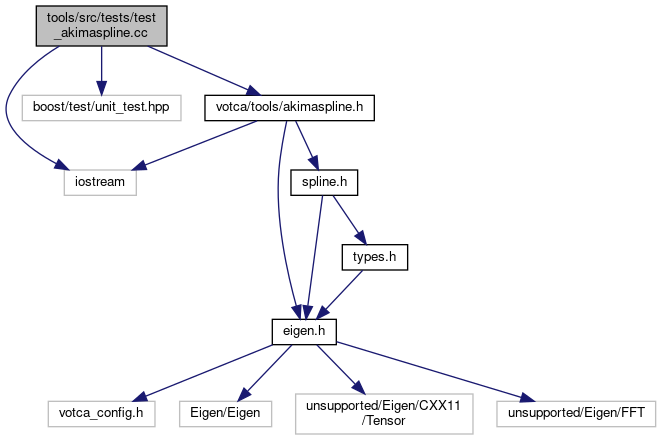 tools/src/tests/test
_akimaspline.cc
boost/test/unit_test.hpp
votca/tools/akimaspline.h
iostream
spline.h
types.h
eigen.h
votca_config.h
Eigen/Eigen
unsupported/Eigen/CXX11
/Tensor
unsupported/Eigen/FFT